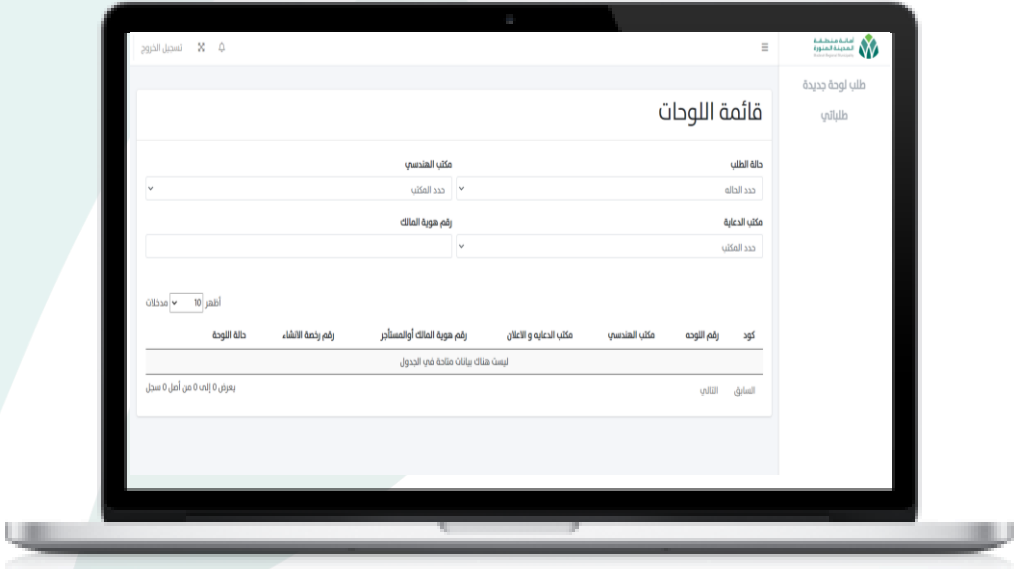 أمانة منطقة
المدينة المنورة
تسجيل الخروج
طلب لوحة جديدة
طلباتي
قائمة اللوحات
حالة الطلب
مكتب الهندسي
حدد الحاله
حدد المكتب
مكتب الدعاية
رقم هوية المالك
حدد المكتب
أظهر 10 مدخلات
كود رقم اللوحه مكتب الهندسي مكتب الدعايه و الاعلان رقم هوية المالك أوالمستأجر رقم رخصة الانشاء حالة اللوحة
ليست هناك بيانات متاحة في الجدول
السابق التالي
يعرض 0 إلى 0 من أصل 0 سجل